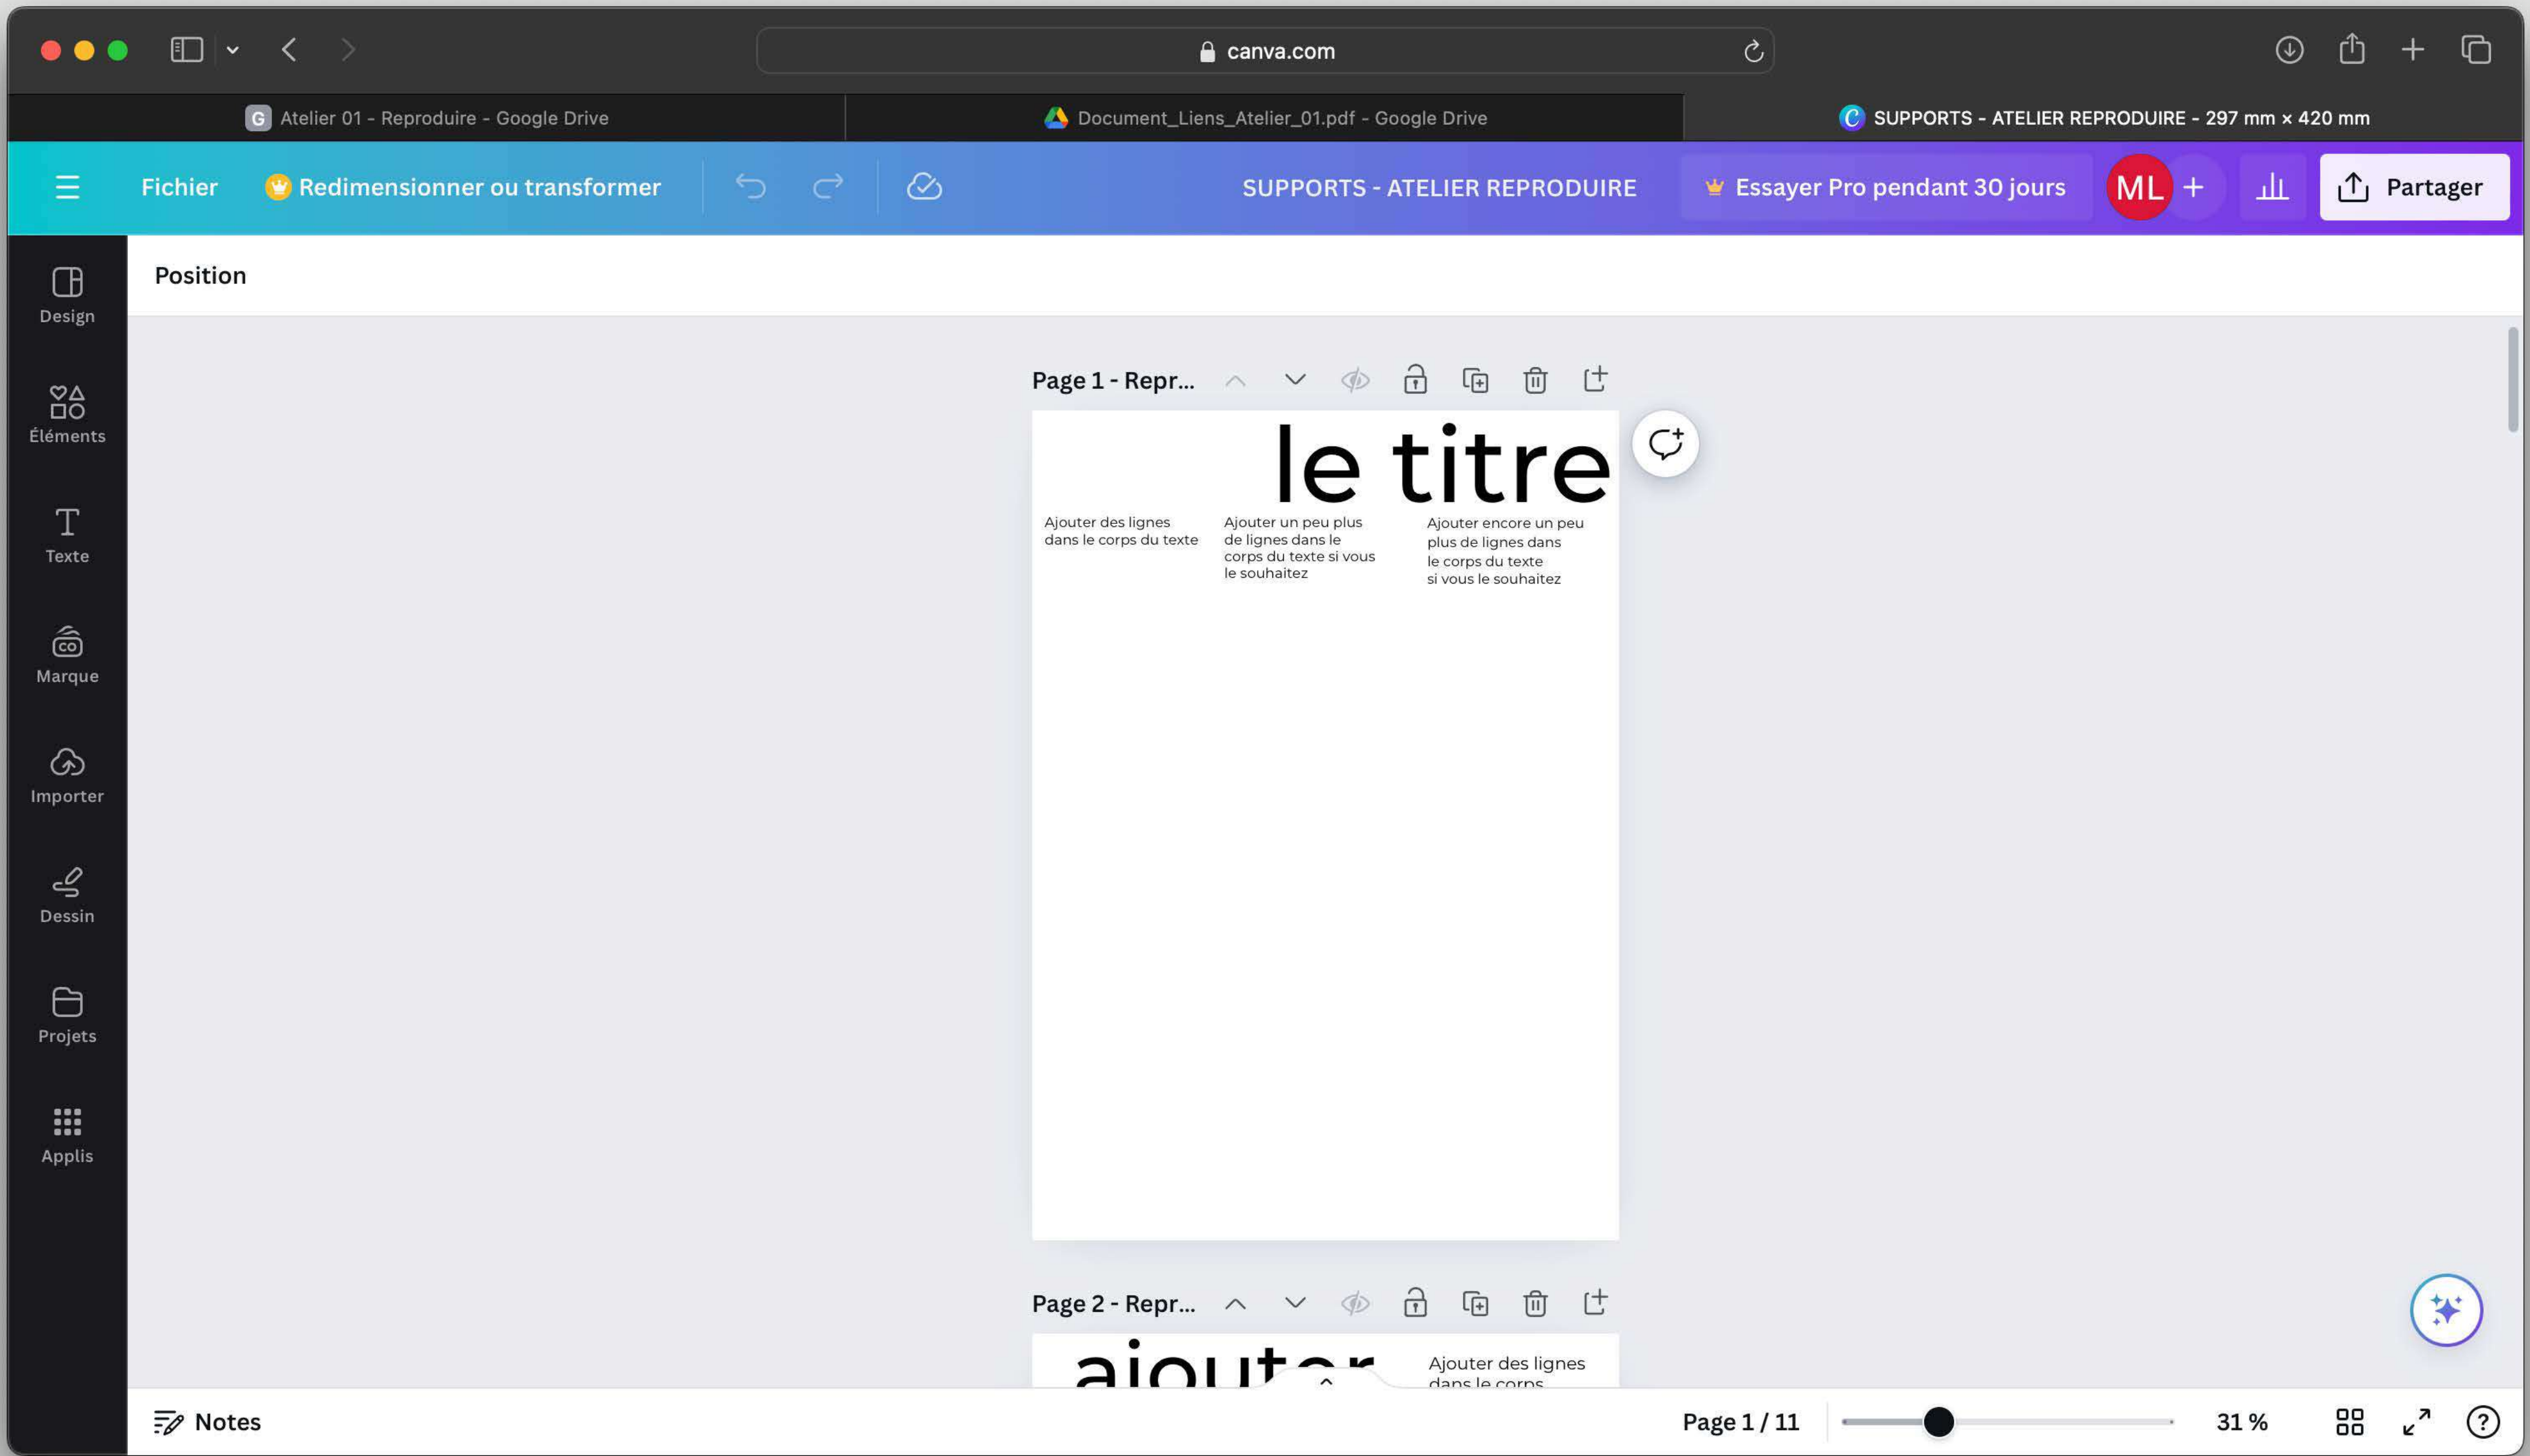 canva.com
Atelier 01 - Reproduire - Google Drive
Document_Liens_Atelier_01.pdf - Google Drive
SUPPORTS - ATELIER REPRODUIRE - 297 mm × 420 mm
Fichier
Redimensionner ou transformer
SUPPORTS - ATELIER REPRODUIRE
Essayer Pro pendant 30 jours
ML
Partager
Position
Design
Éléments
Texte
Marque
Importer
Dessin
Projets
Applis
Page 1 - Repr...
le titre
Ajouter des lignes
dans le corps du texte
Ajouter un peu plus
de lignes dans le
corps du texte si vous
le souhaitez
Ajouter encore un peu
plus de lignes dans
le corps du texte
si vous le souhaitez
Page 2 - Repr...
ajouter
Ajouter des lignes
dans le corps
Notes
Page 1 / 11
31 %